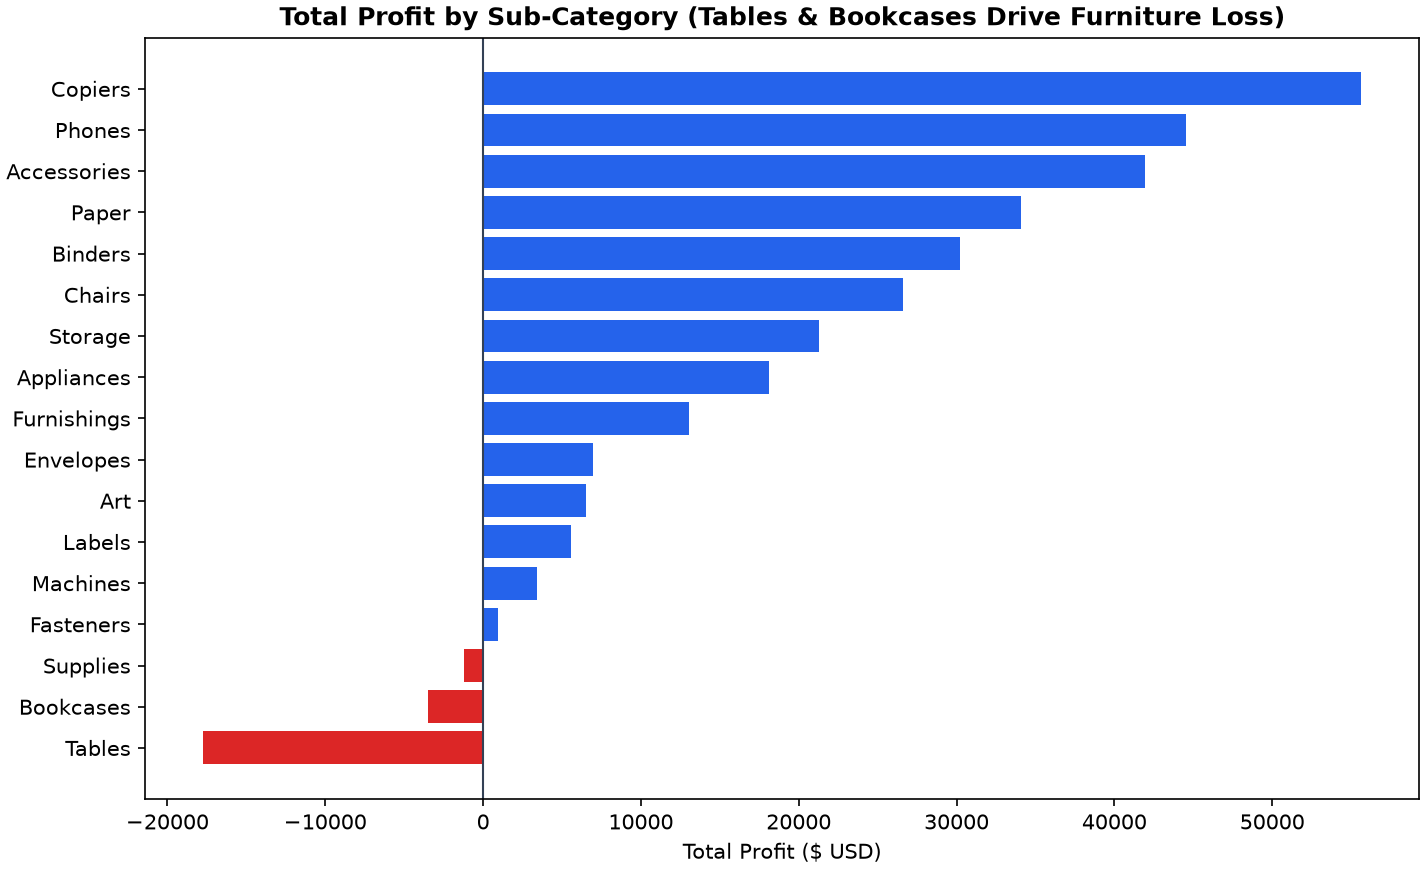 Total Profit by Sub-Category (Tables & Bookcases Drive Furniture Loss)
Copiers
Phones
Accessories
Paper
Binders
Chairs
Storage
Appliances
Furnishings
Envelopes
Art
Labels
Machines
Fasteners
Supplies
Bookcases
Tables
−20000 −10000 0 10000 20000 30000 40000 50000
Total Profit ($ USD)